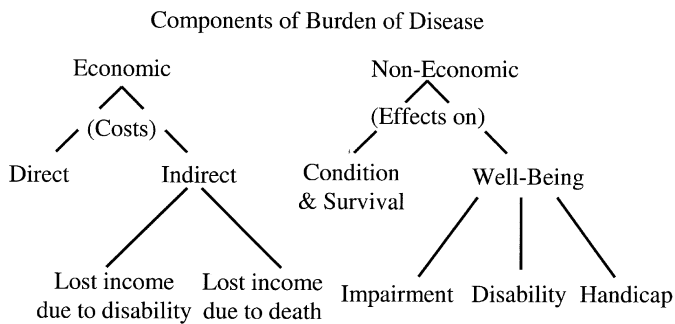 Components of Burden of Disease
Economic
Non-Economic
(Costs)
(Effects on)
Direct
Indirect
Condition
& Survival
Well-Being
Lost income
due to disability
Lost income
due to death
Impairment
Disability
Handicap